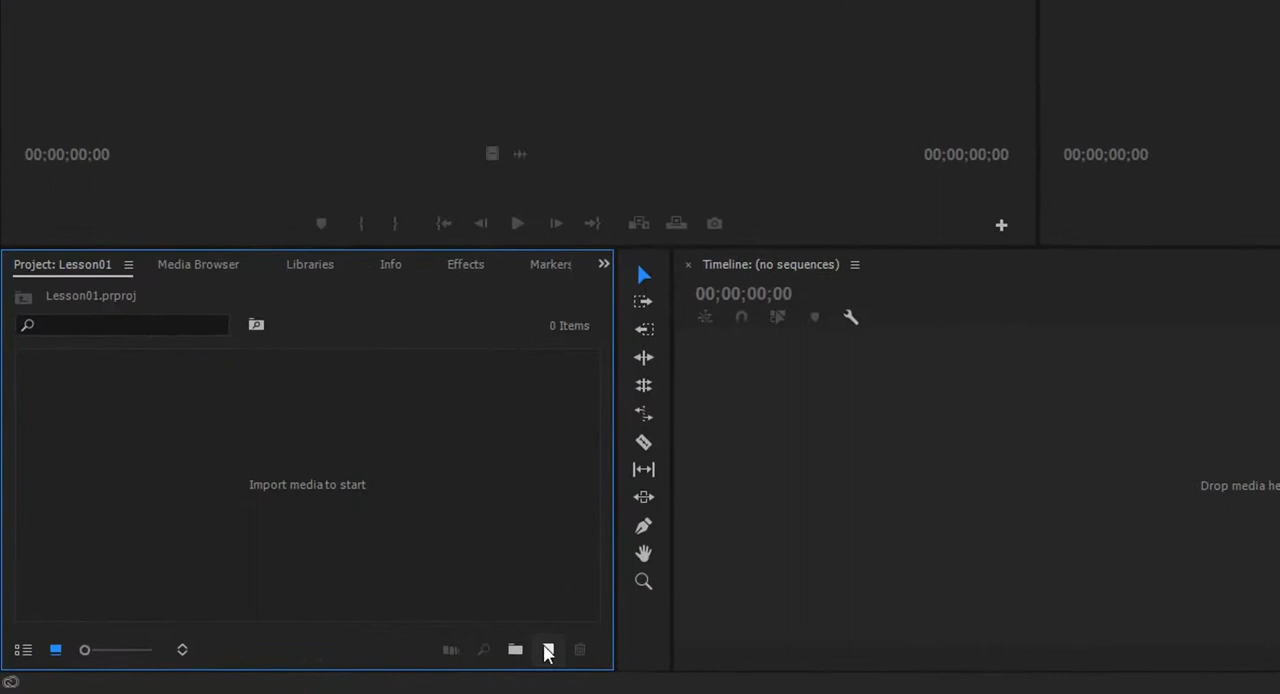 00;00;00;00
00;00;00;00
00;00;00;00
Project: Lesson01
Media Browser
Libraries
Info
Effects
Markers
Lesson01.prproj
0 Items
Import media to start
Timeline: (no sequences)
00;00;00;00
Drop media he